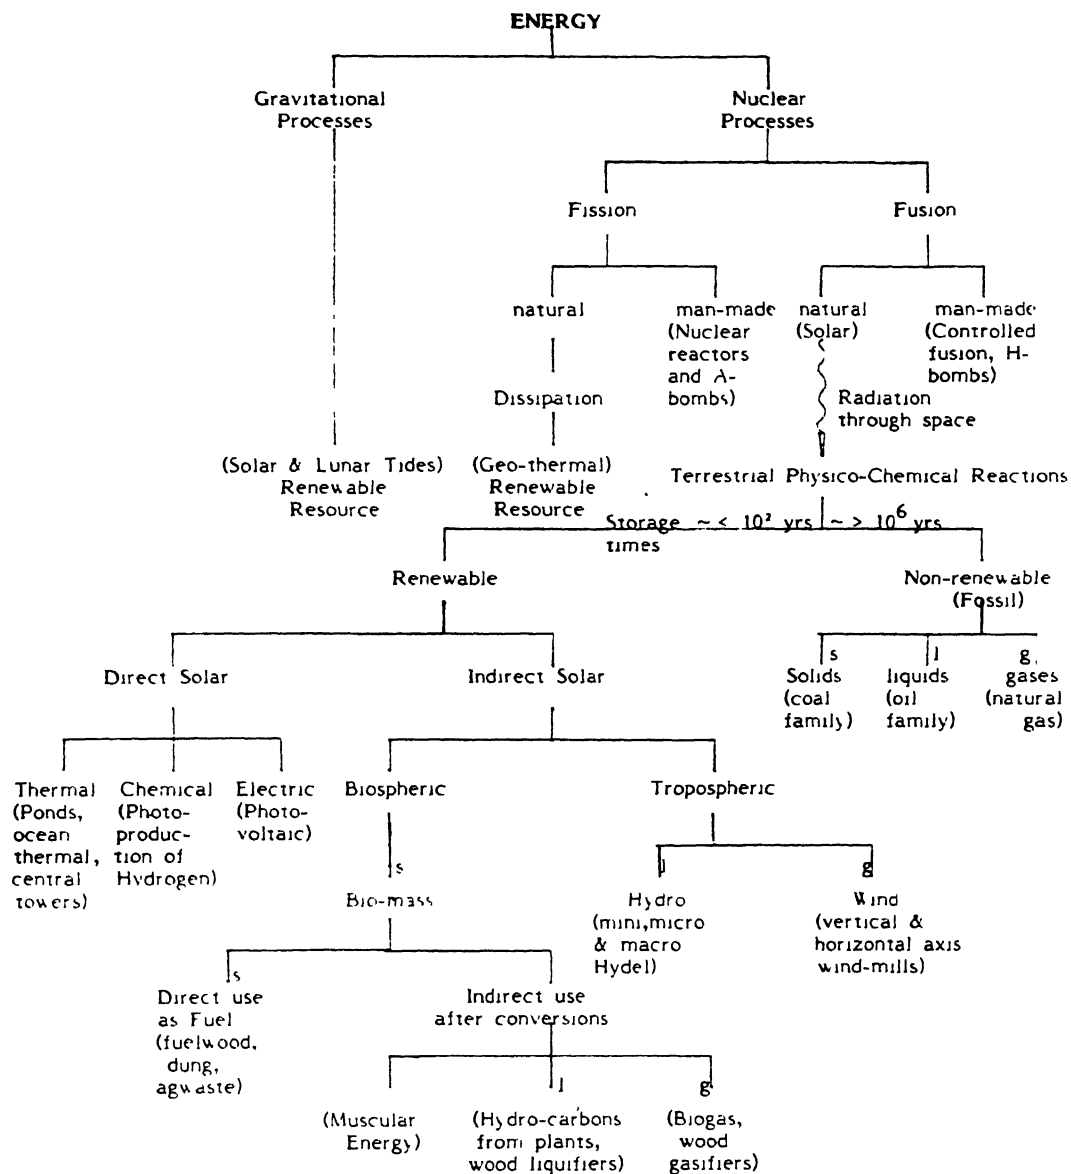 ENERGY
Gravitational
Processes
Nuclear
Processes
Fission
Fusion
natural
man-made
(Nuclear
reactors
and A-
bombs)
natural
(Solar)
man-made
(Controlled
fusion, H-
bombs)
Dissipation
Radiation
through space
(Solar & Lunar Tides)
Renewable
Resource
(Geo-thermal)
Renewable
Resource
Terrestrial Physico-Chemical Reactions
Storage ~ < 10² yrs ~ > 10⁶ yrs
times
Renewable
Non-renewable
(Fossil)
Direct Solar
Indirect Solar
s
Solids
(coal
family)
l
liquids
(oil
family)
g
gases
(natural
gas)
Thermal
(Ponds,
ocean
thermal,
central
towers)
Chemical
(Photo-
produc-
tion of
Hydrogen)
Electric
(Photo-
voltaic)
Biospheric
Tropospheric
s
Bio-mass
l
Hydro
(mini,micro
& macro
Hydel)
g
Wind
(vertical &
horizontal axis
wind-mills)
s
Direct use
as Fuel
(fuelwood,
dung,
agwaste)
Indirect use
after conversions
(Muscular
Energy)
l
(Hydro-carbons
from plants,
wood liquifiers)
g
(Biogas,
wood
gasifiers)